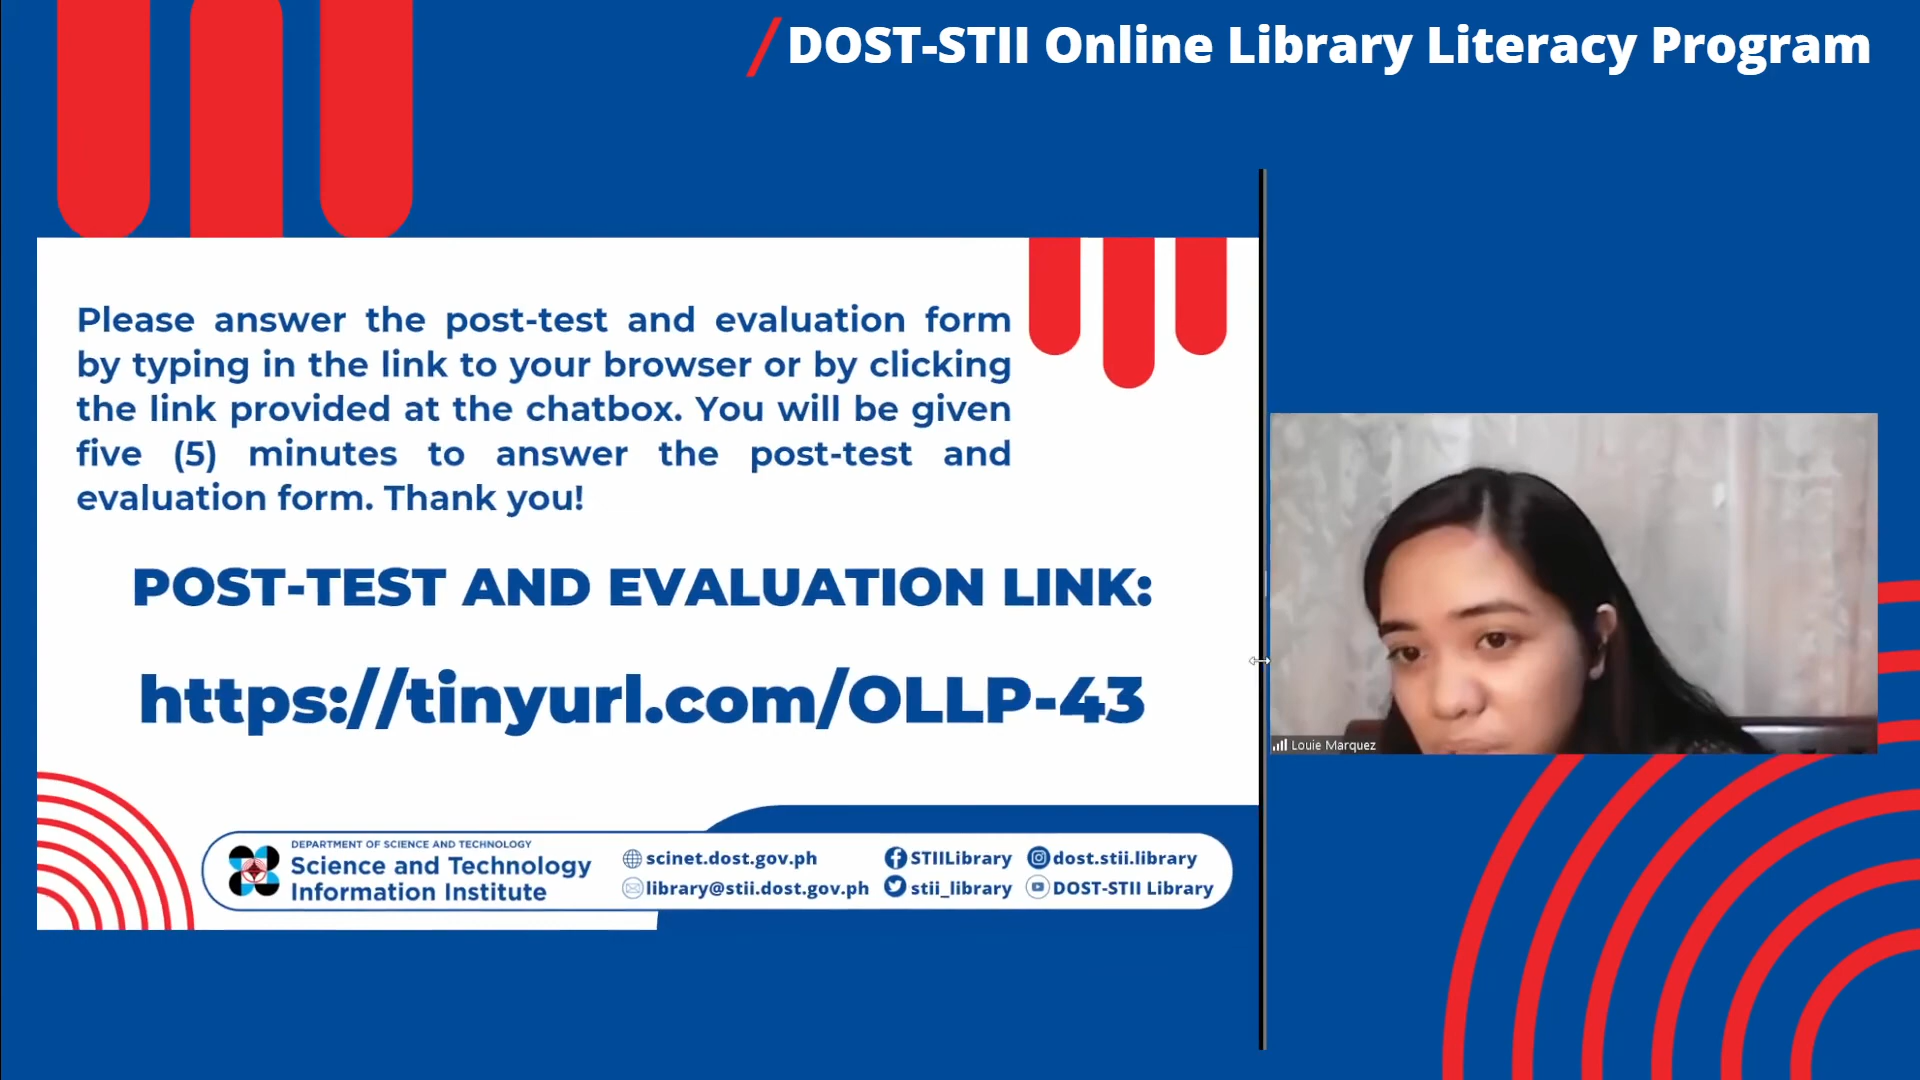 DOST-STII Online Library Literacy Program
Please answer the post-test and evaluation form
by typing in the link to your browser or by clicking
the link provided at the chatbox. You will be given
five (5) minutes to answer the post-test and
evaluation form. Thank you!
POST-TEST AND EVALUATION LINK:
https://tinyurl.com/OLLP-43
DEPARTMENT OF SCIENCE AND TECHNOLOGY
Science and Technology
Information Institute
scinet.dost.gov.ph
library@stii.dost.gov.ph
STIILibrary
stii_library
dost.stii.library
DOST-STII Library
Louie Marquez